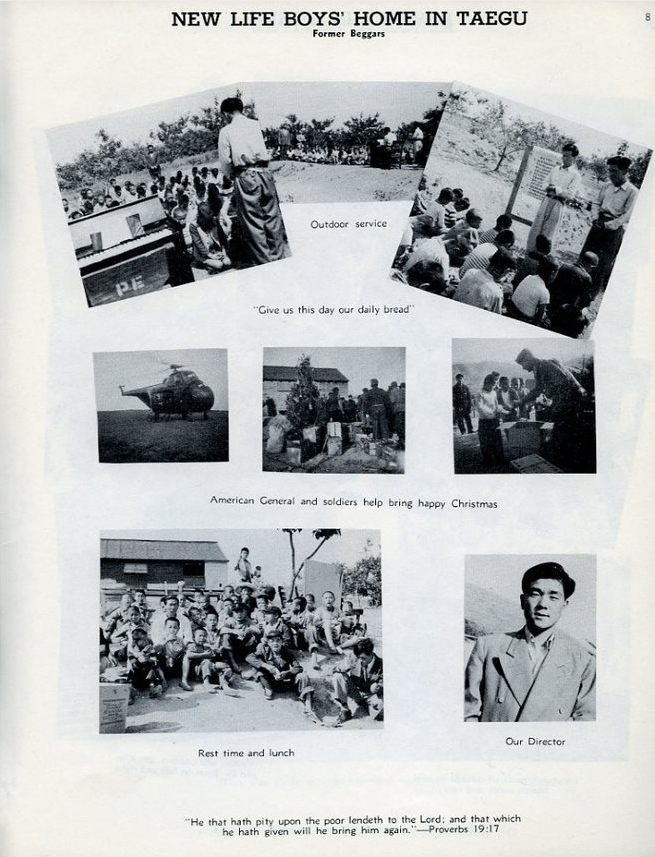 8
NEW LIFE BOYS' HOME IN TAEGU
Former Beggars
Outdoor service
"Give us this day our daily bread"
American General and soldiers help bring happy Christmas
Rest time and lunch
Our Director
"He that hath pity upon the poor lendeth to the Lord; and that which
he hath given will he bring him again."—Proverbs 19:17
PE